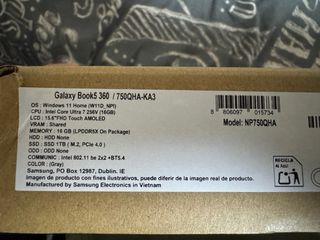 Galaxy Book5 360 / 750QHA-KA3
OS : Windows 11 Home (W11D_NPI)
CPU : Intel Core Ultra 7 256V (16GB)
LCD : 15.6"FHD Touch AMOLED
VRAM : Shared
MEMORY : 16 GB (LPDDR5X On Package)
HDD : HDD None
SSD : SSD 1TB ( M.2, PCIe 4.0 )
ODD : ODD None
COMMUNIC : Intel 802.11 be 2x2 +BT5.4
COLOR : (Gray)
Samsung, PO Box 12987, Dublin. IE
Imagen de producto con fines ilustrativos, puede diferir de la imagen real de producto.
Manufactured by Samsung Electronics in Vietnam
8 806097 015734
Model: NP750QHA
RECICLA